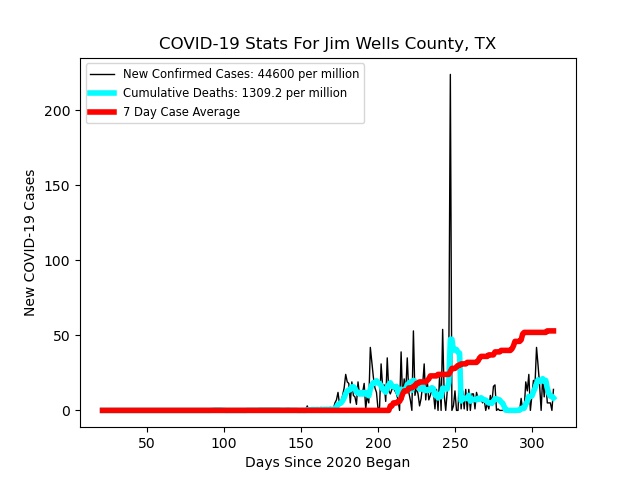 COVID-19 Stats For Jim Wells County, TX
New Confirmed Cases: 44600 per million
Cumulative Deaths: 1309.2 per million
7 Day Case Average
New COVID-19 Cases
200
150
100
50
0
50 100 150 200 250 300
Days Since 2020 Began